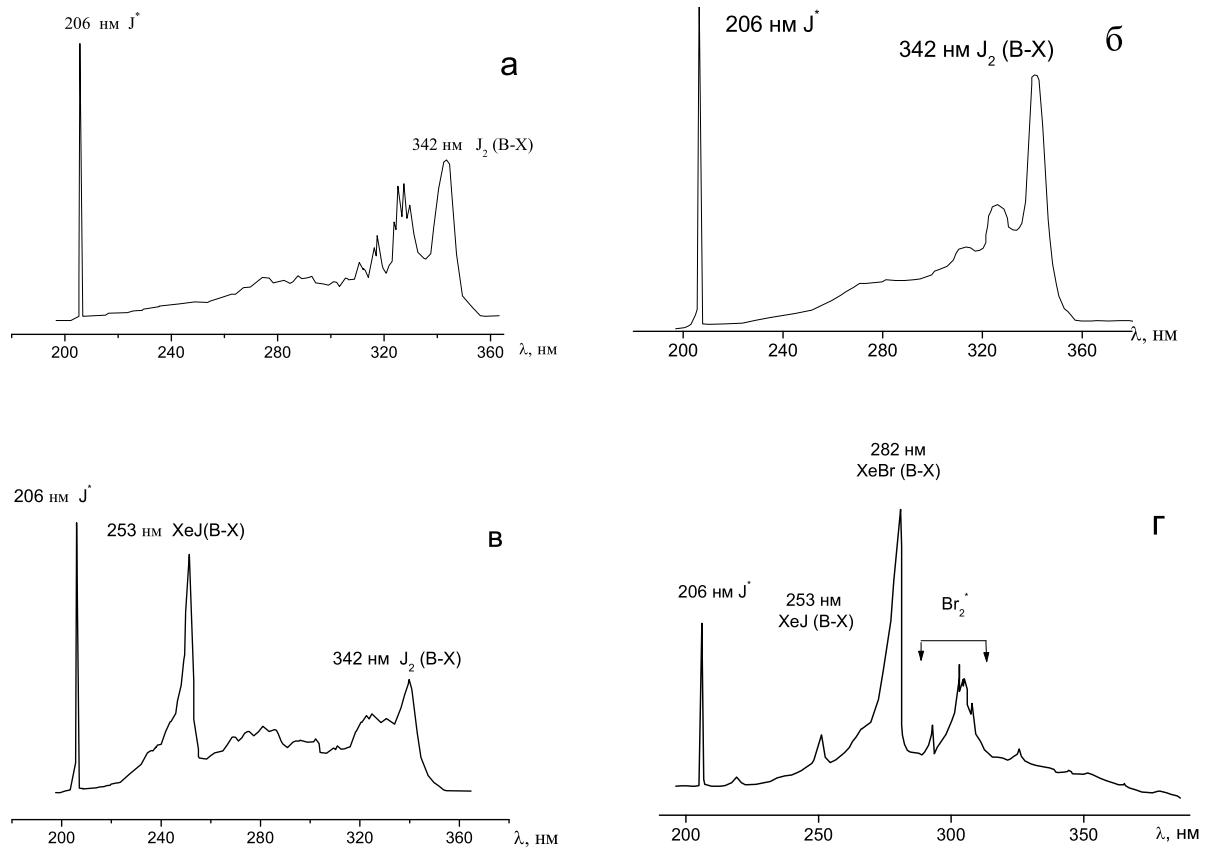 206 нм J*
а
342 нм J2 (B-X)
200 240 280 320 360 λ, нм
206 нм J*
б
342 нм J2 (B-X)
200 240 280 320 360 λ, нм
206 нм J*
253 нм XeJ(B-X)
в
342 нм J2 (B-X)
200 240 280 320 360 λ, нм
282 нм
XeBr (B-X)
г
206 нм J*
253 нм
XeJ (B-X)
Br2*
200 250 300 350 λ, нм